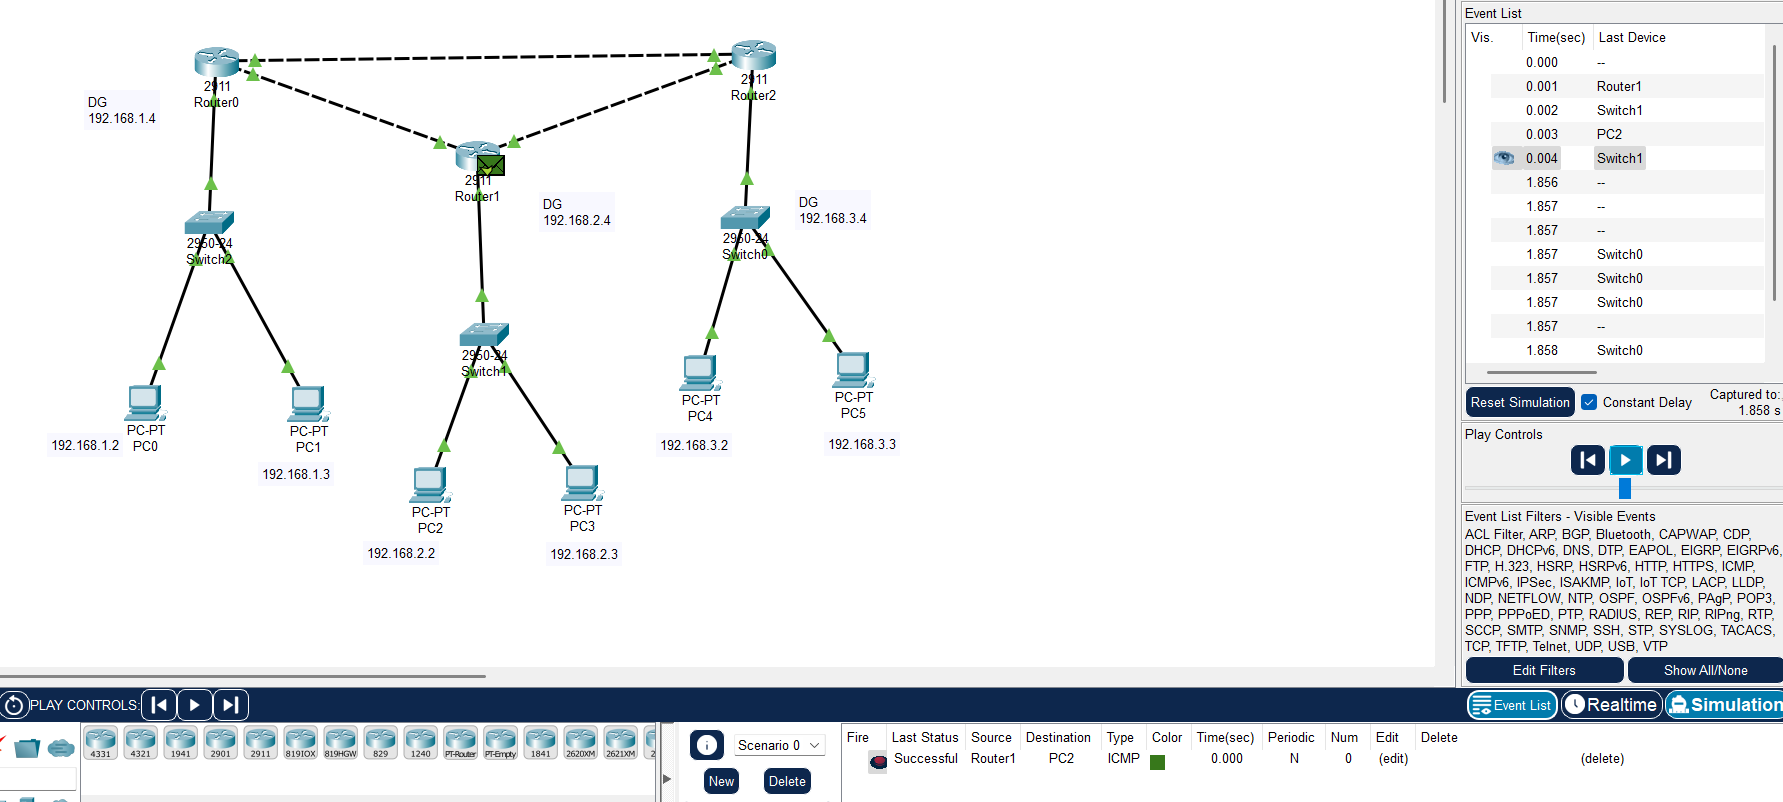 2911
Router0
DG
192.168.1.4
2911
Router2
2911
Router1
DG
192.168.2.4
DG
192.168.3.4
2950-24
Switch2
2950-24
Switch0
2950-24
Switch1
PC-PT
PC0
192.168.1.2
PC-PT
PC1
192.168.1.3
PC-PT
PC2
192.168.2.2
PC-PT
PC3
192.168.2.3
PC-PT
PC4
192.168.3.2
PC-PT
PC5
192.168.3.3
Event List
Vis. Time(sec) Last Device
0.000 --
0.001 Router1
0.002 Switch1
0.003 PC2
0.004 Switch1
1.856 --
1.857 --
1.857 --
1.857 Switch0
1.857 Switch0
1.857 Switch0
1.857 --
1.858 Switch0
Reset Simulation Constant Delay Captured to:
1.858 s
Play Controls
Event List Filters - Visible Events
ACL Filter, ARP, BGP, Bluetooth, CAPWAP, CDP,
DHCP, DHCPv6, DNS, DTP, EAPOL, EIGRP, EIGRPv6,
FTP, H.323, HSRP, HSRPv6, HTTP, HTTPS, ICMP,
ICMPv6, IPSec, ISAKMP, IoT, IoT TCP, LACP, LLDP,
NDP, NETFLOW, NTP, OSPF, OSPFv6, PAgP, POP3,
PPP, PPPoED, PTP, RADIUS, REP, RIP, RIPng, RTP,
SCCP, SMTP, SNMP, SSH, STP, SYSLOG, TACACS,
TCP, TFTP, Telnet, UDP, USB, VTP
Edit Filters Show All/None
PLAY CONTROLS:
Event List Realtime Simulation
4331 4321 1941 2901 2911 819IOX 819HGW 829 1240 PT-Router PT-Empty 1841 2620XM 2621XM 2
Scenario 0
New Delete
Fire Last Status Source Destination Type Color Time(sec) Periodic Num Edit Delete
Successful Router1 PC2 ICMP 0.000 N 0 (edit) (delete)